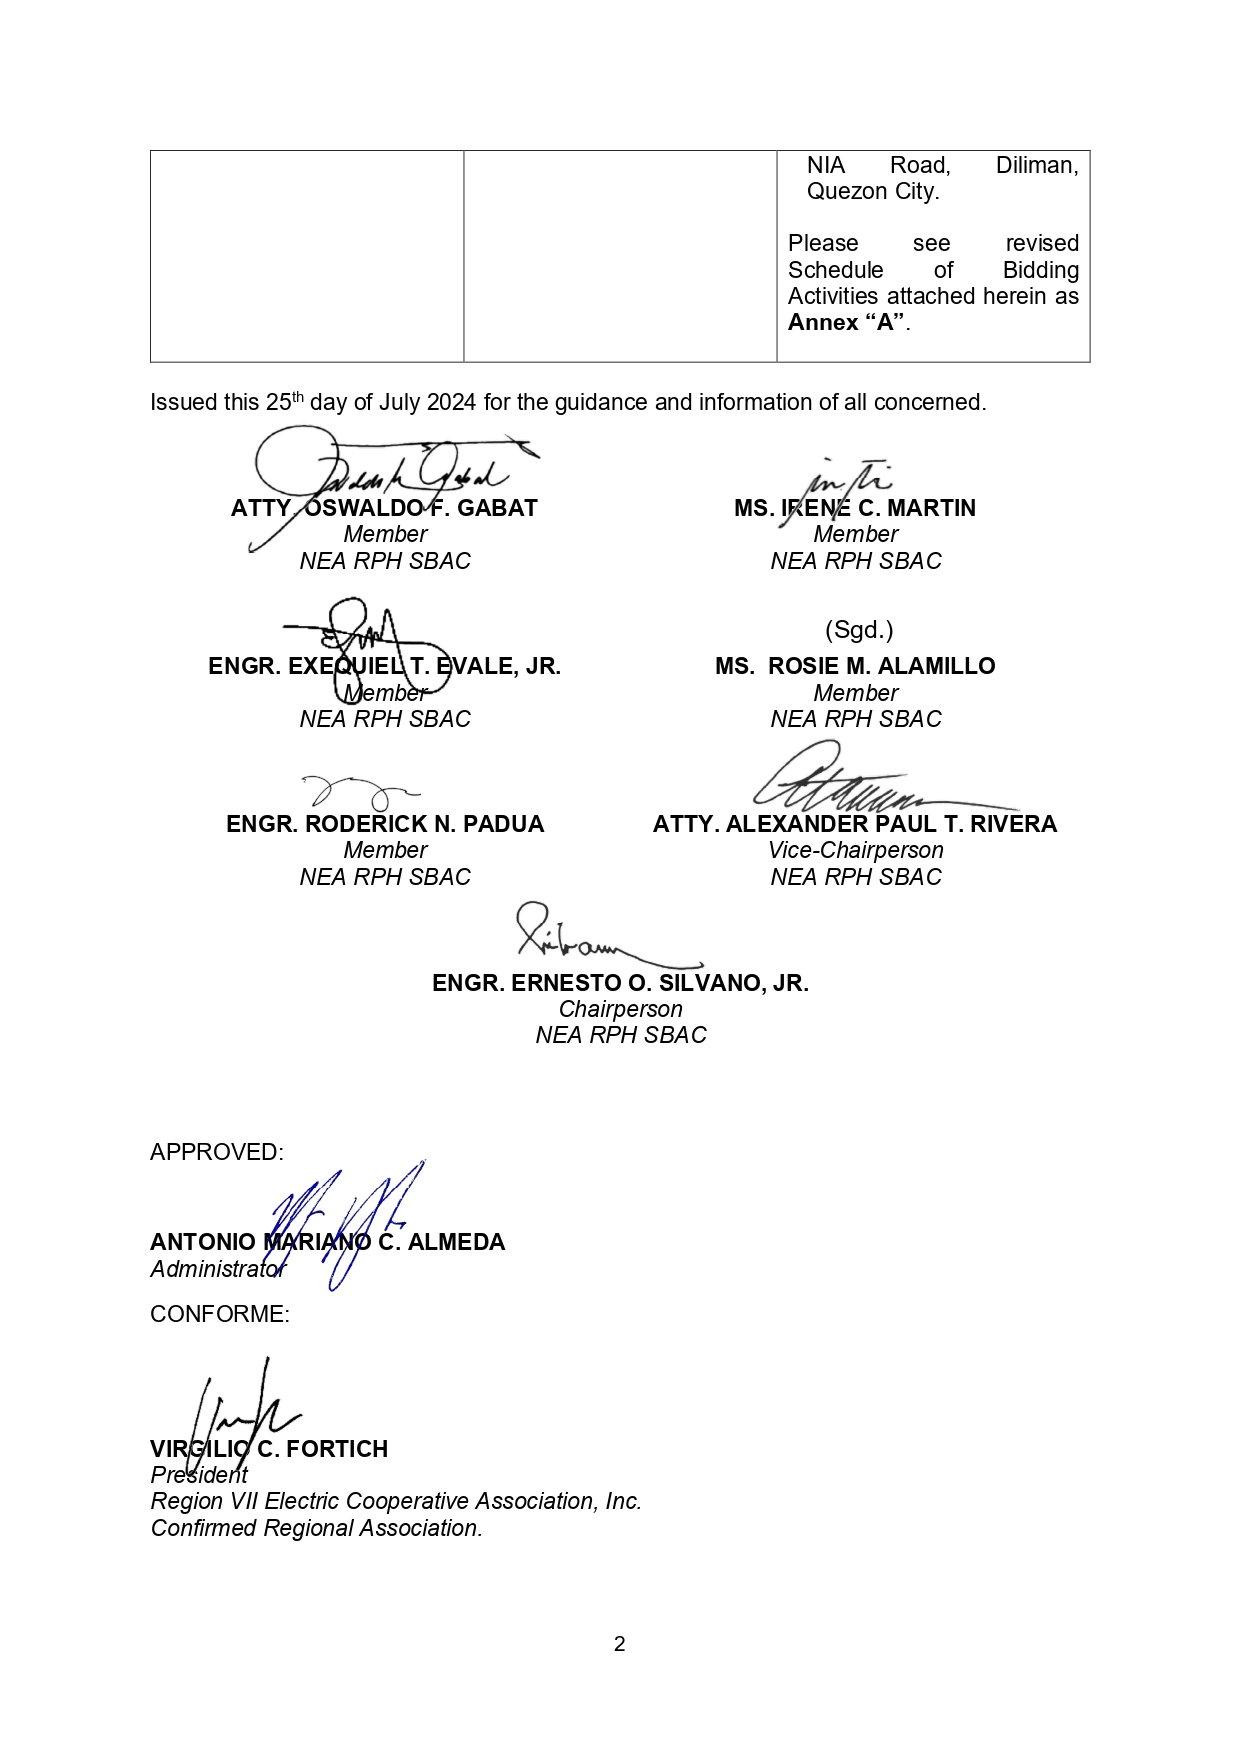 NIA Road, Diliman,
Quezon City.
Please see revised
Schedule of Bidding
Activities attached herein as
Annex “A”.
Issued this 25th day of July 2024 for the guidance and information of all concerned.
ATTY. OSWALDO F. GABAT
Member
NEA RPH SBAC
MS. IRENE C. MARTIN
Member
NEA RPH SBAC
ENGR. EXEQUIEL T. EVALE, JR.
Member
NEA RPH SBAC
(Sgd.)
MS. ROSIE M. ALAMILLO
Member
NEA RPH SBAC
ENGR. RODERICK N. PADUA
Member
NEA RPH SBAC
ATTY. ALEXANDER PAUL T. RIVERA
Vice-Chairperson
NEA RPH SBAC
ENGR. ERNESTO O. SILVANO, JR.
Chairperson
NEA RPH SBAC
APPROVED:
ANTONIO MARIANO C. ALMEDA
Administrator
CONFORME:
VIRGILIO C. FORTICH
President
Region VII Electric Cooperative Association, Inc.
Confirmed Regional Association.
2